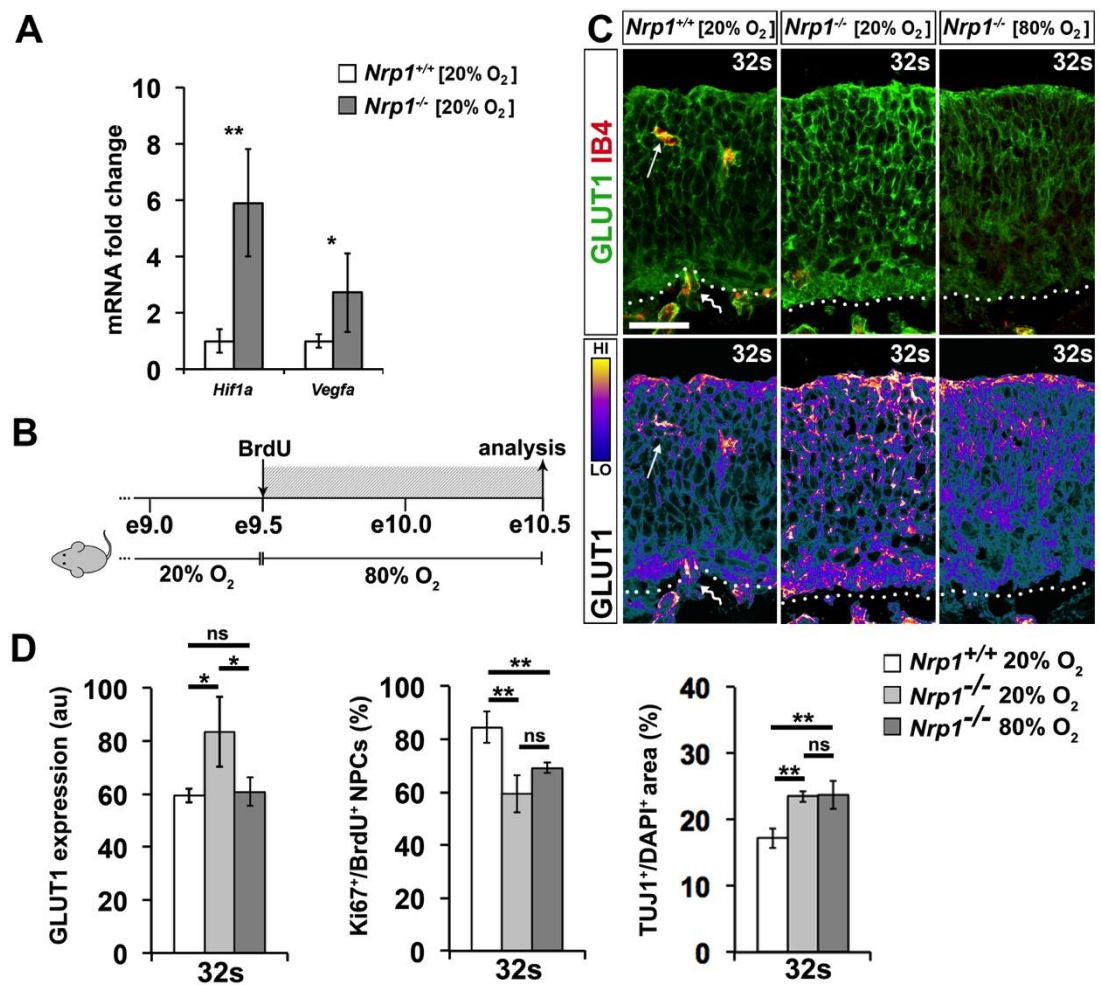 A
Nrp1+/+ [20% O2]
Nrp1-/- [20% O2]
mRNA fold change
10
8
6
4
2
0
**
*
Hif1a
Vegfa
B
BrdU
analysis
... e9.0 e9.5 e10.0 e10.5
... 20% O2 80% O2
C
Nrp1+/+ [20% O2]
Nrp1-/- [20% O2]
Nrp1-/- [80% O2]
GLUT1 IB4
32s
32s
32s
GLUT1
HI
LO
32s
32s
32s
D
GLUT1 expression (au)
100
80
60
40
20
0
ns
*
*
32s
Ki67+/BrdU+ NPCs (%)
100
80
60
40
20
0
**
**
ns
32s
TUJ1+/DAPI+ area (%)
40
30
20
10
0
**
**
ns
32s
Nrp1+/+ 20% O2
Nrp1-/- 20% O2
Nrp1-/- 80% O2